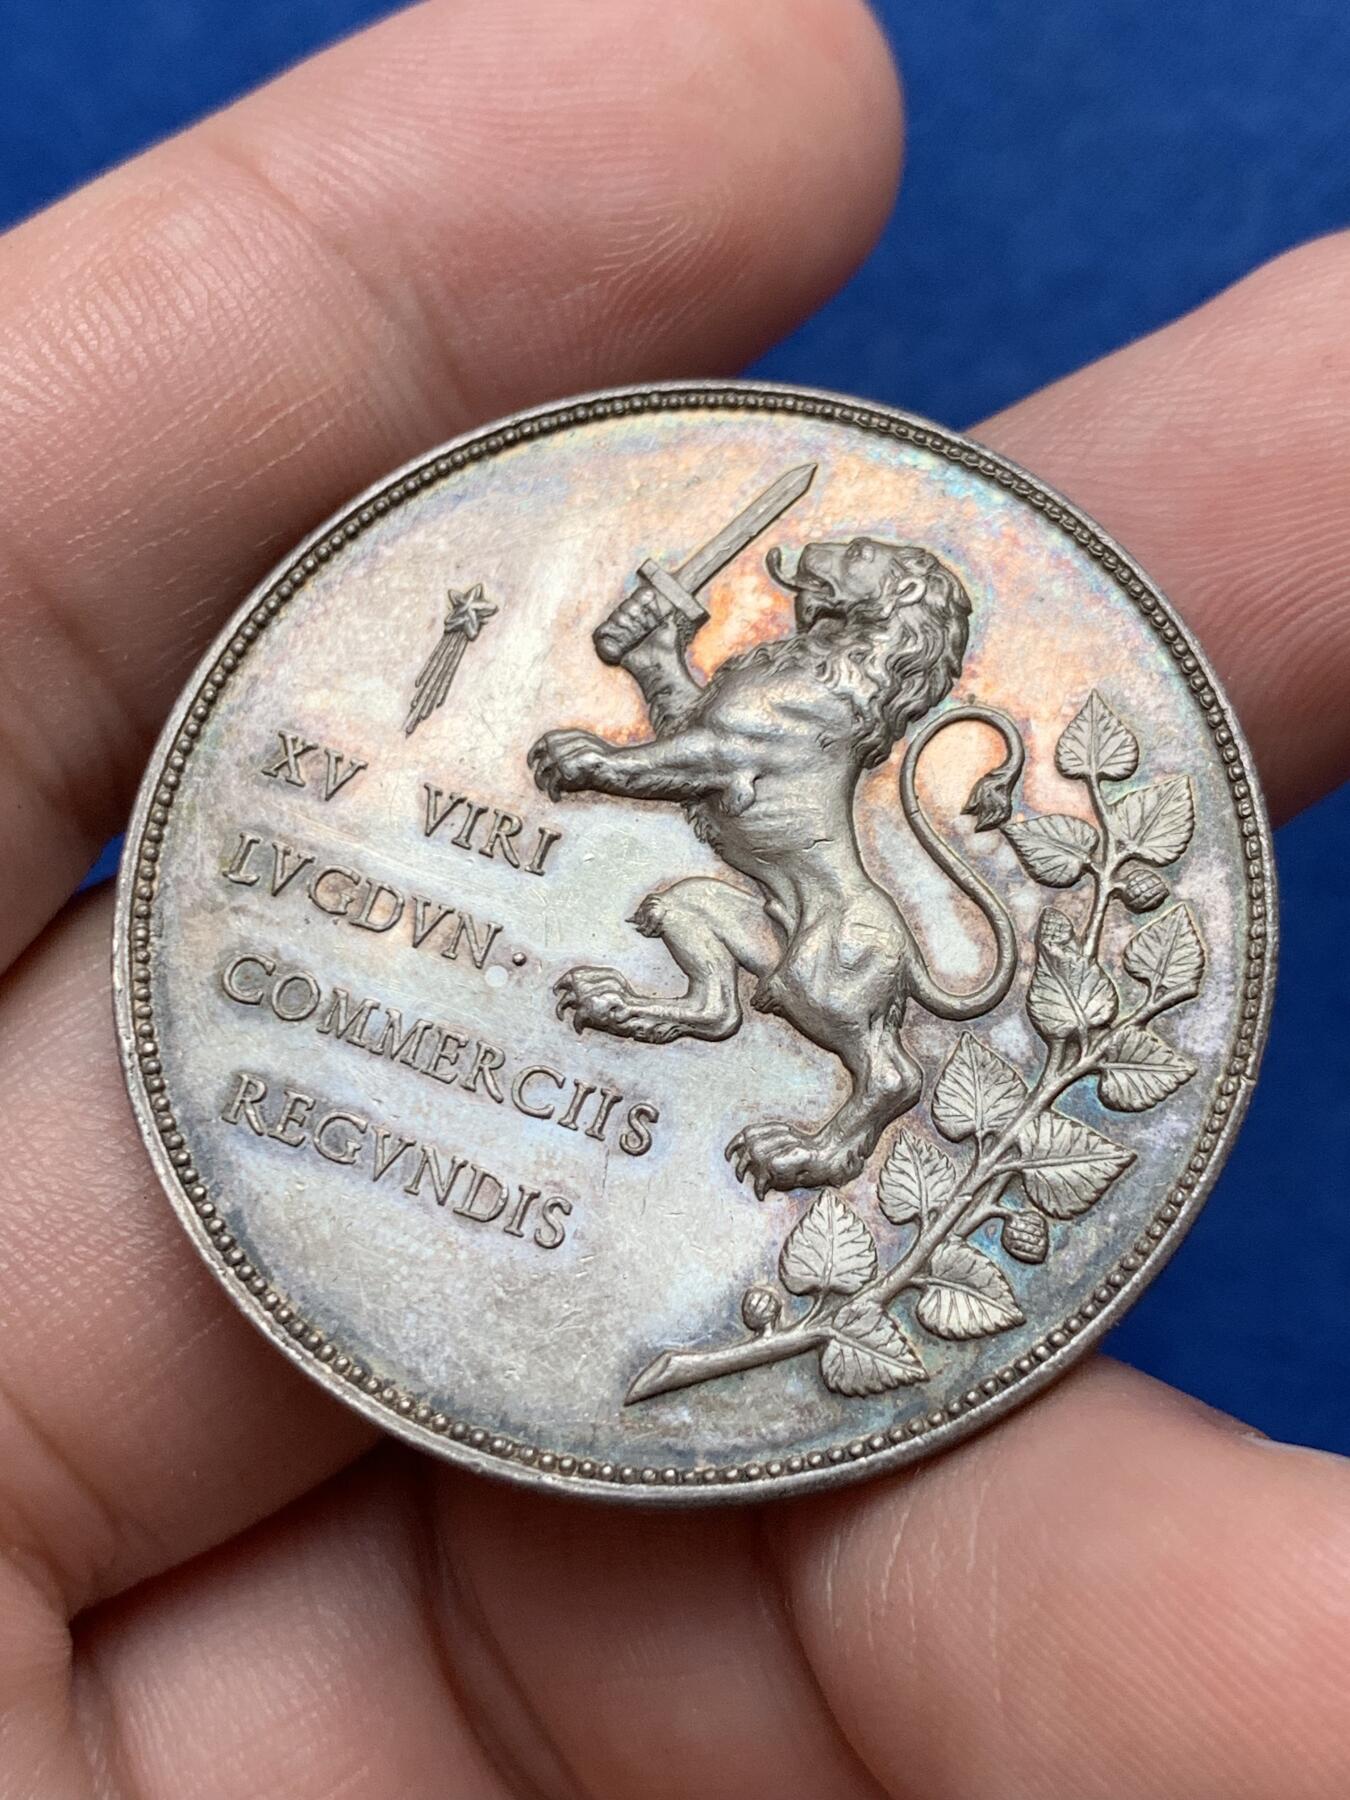 XV VIRI
LVGDVN·
COMMERCIIS
REGVNDIS